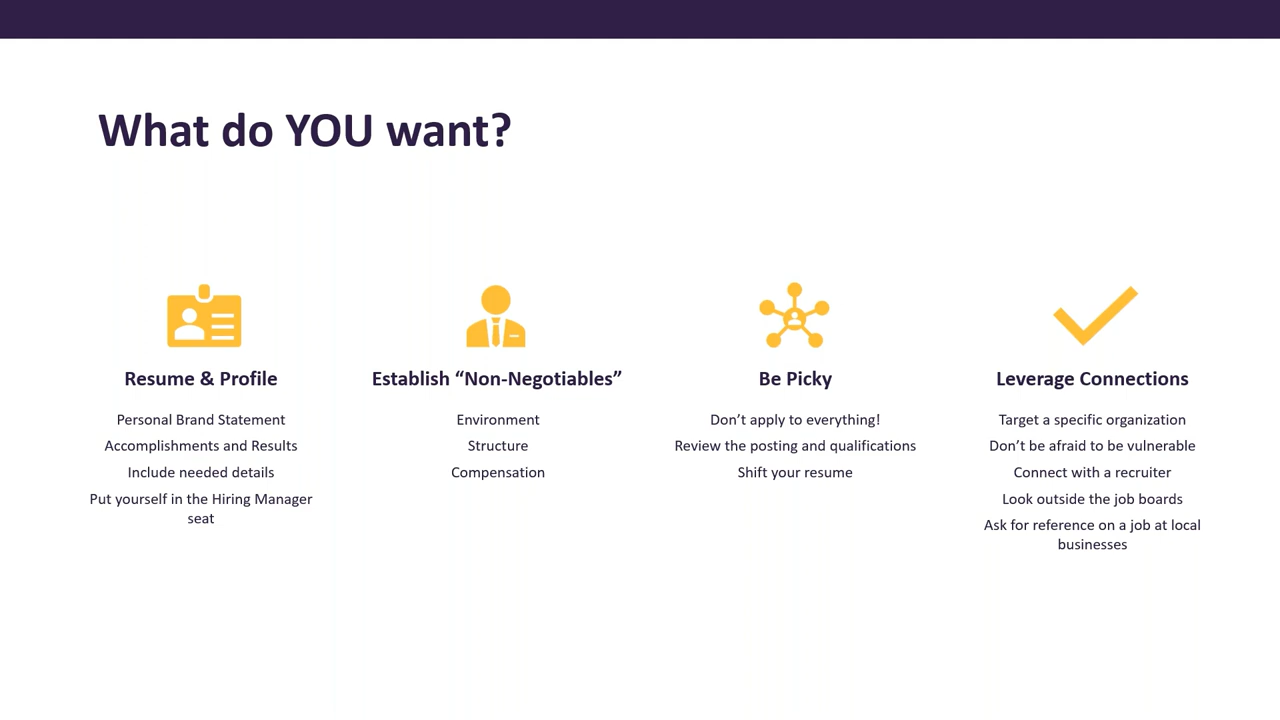 What do YOU want?
Resume & Profile
Personal Brand Statement
Accomplishments and Results
Include needed details
Put yourself in the Hiring Manager
seat
Establish “Non-Negotiables”
Environment
Structure
Compensation
Be Picky
Don’t apply to everything!
Review the posting and qualifications
Shift your resume
Leverage Connections
Target a specific organization
Don’t be afraid to be vulnerable
Connect with a recruiter
Look outside the job boards
Ask for reference on a job at local
businesses